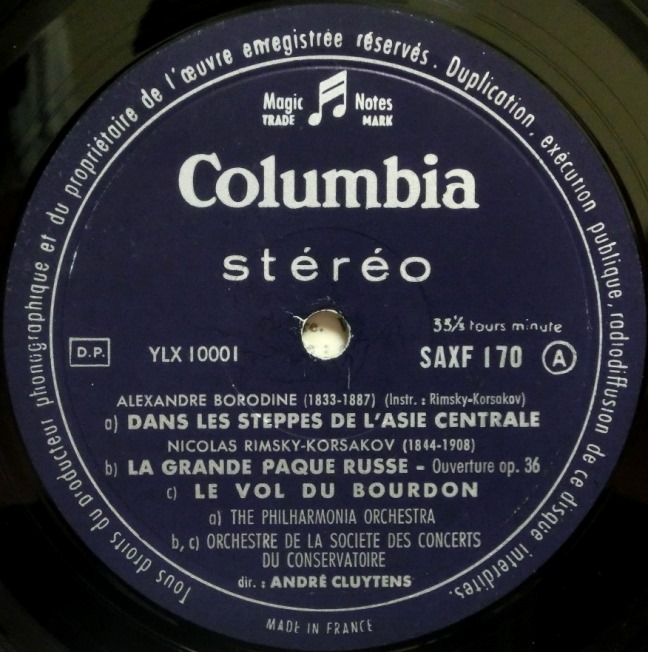 Tous droits du producteur phonographique et du propriétaire de l'œuvre enregistrée réservés. Duplication, exécution publique, radiodiffusion de ce disque interdites.
Magic Notes
TRADE MARK
Columbia
stéréo
33⅓ tours minute
D.P. YLX 10001 SAXF 170 A
ALEXANDRE BORODINE (1833-1887) (Instr. : Rimsky-Korsakov)
a) DANS LES STEPPES DE L'ASIE CENTRALE
NICOLAS RIMSKY-KORSAKOV (1844-1908)
b) LA GRANDE PAQUE RUSSE - Ouverture op. 36
c) LE VOL DU BOURDON
a) THE PHILHARMONIA ORCHESTRA
b, c) ORCHESTRE DE LA SOCIETE DES CONCERTS
DU CONSERVATOIRE
dir. : ANDRÉ CLUYTENS
MADE IN FRANCE